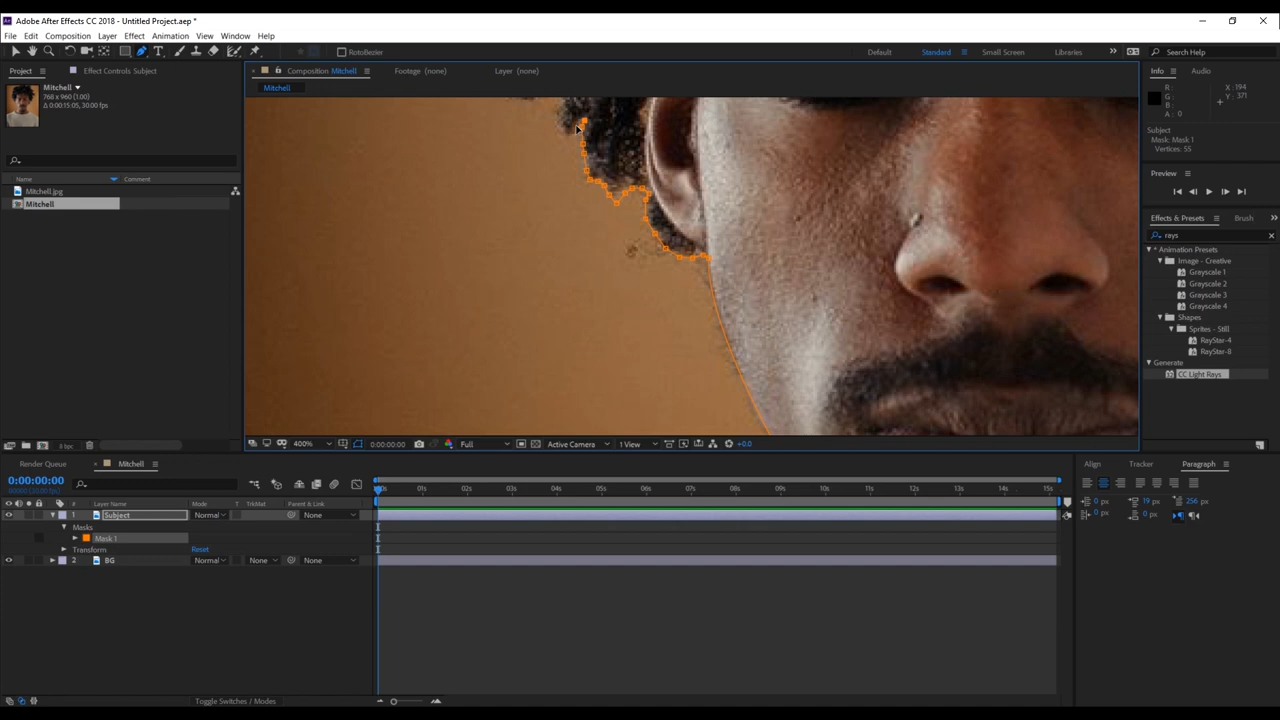 Adobe After Effects CC 2018 - Untitled Project.aep *
File Edit Composition Layer Effect Animation View Window Help
RotoBezier
Default Standard Small Screen Libraries Search Help
Project Effect Controls Subject
Composition Mitchell Footage (none) Layer (none)
Info Audio
Mitchell
768 x 960 (1.00)
Δ 0:00:15:05, 30.00 fps
Mitchell
R : X : 194
G : Y : 371
B :
A : 0
Subject
Mask: Mask 1
Vertices: 55
Preview
Name Comment
Mitchell.jpg
Mitchell
Effects & Presets Brush
rays
* Animation Presets
Image - Creative
Grayscale 1
Grayscale 2
Grayscale 3
Grayscale 4
Shapes
Sprites - Still
RayStar-4
RayStar-8
Generate
CC Light Rays
8 bpc
400% 0:00:00:00 Full Active Camera 1 View +0.0
Render Queue Mitchell
Align Tracker Paragraph
0:00:00:00
00000 (30.00 fps)
01s 02s 03s 04s 05s 06s 07s 08s 09s 10s 11s 12s 13s 14s 15s
# Layer Name Mode T TrkMat Parent & Link
1 Subject Normal None
Masks
Mask 1
Transform Reset
2 BG Normal None None
0 px 19 px 256 px
0 px 0 px
Toggle Switches / Modes